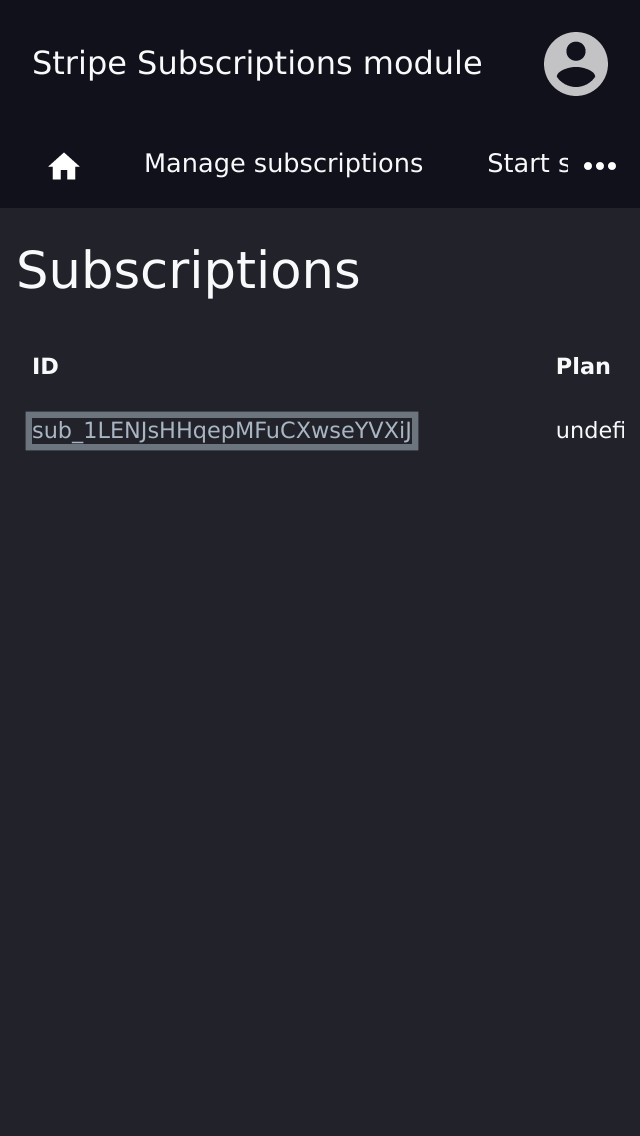 Stripe Subscriptions module
Manage subscriptions Start s
Subscriptions
ID Plan
sub_1LENJsHHqepMFuCXwseYVXiJ undefi